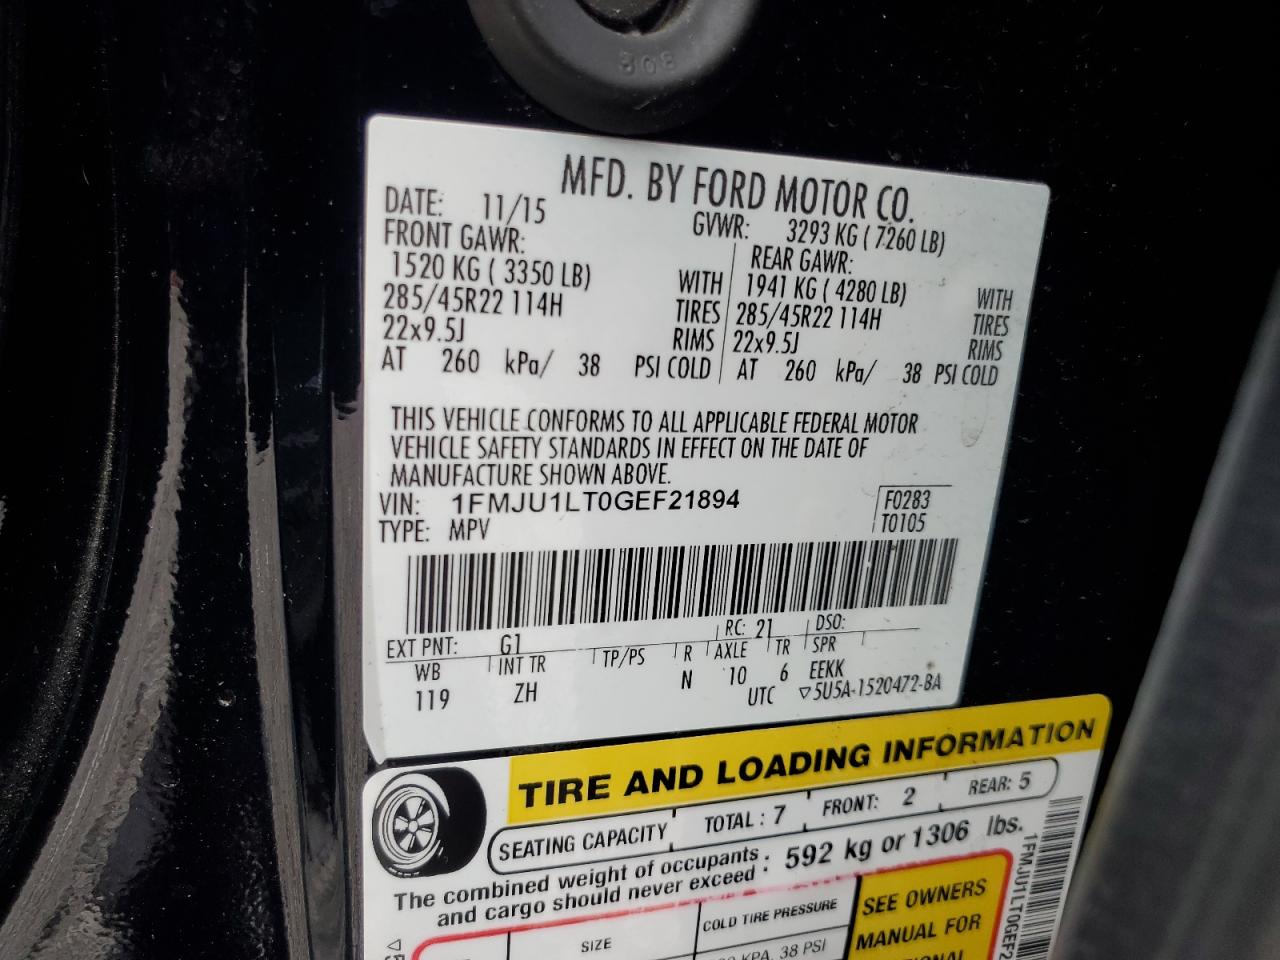 308
MFD. BY FORD MOTOR CO.
DATE: 11/15 GVWR: 3293 KG ( 7260 LB)
FRONT GAWR: REAR GAWR:
1520 KG ( 3350 LB) WITH 1941 KG ( 4280 LB) WITH
285/45R22 114H TIRES 285/45R22 114H TIRES
22x9.5J RIMS 22x9.5J RIMS
AT 260 kPa/ 38 PSI COLD AT 260 kPa/ 38 PSI COLD
THIS VEHICLE CONFORMS TO ALL APPLICABLE FEDERAL MOTOR
VEHICLE SAFETY STANDARDS IN EFFECT ON THE DATE OF
MANUFACTURE SHOWN ABOVE.
VIN: 1FMJU1LT0GEF21894 F0283
TYPE: MPV T0105
EXT PNT: G1 RC: 21 DSO:
WB INT TR TP/PS R AXLE TR SPR
119 ZH N 10 6 EEKK
UTC ▽5U5A-1520472-BA
TIRE AND LOADING INFORMATION
SEATING CAPACITY TOTAL : 7 FRONT: 2 REAR: 5
The combined weight of occupants : 592 kg or 1306 lbs.
and cargo should never exceed
SIZE COLD TIRE PRESSURE SEE OWNERS
KPA, 38 PSI MANUAL FOR
1FMJU1LT0GEF2